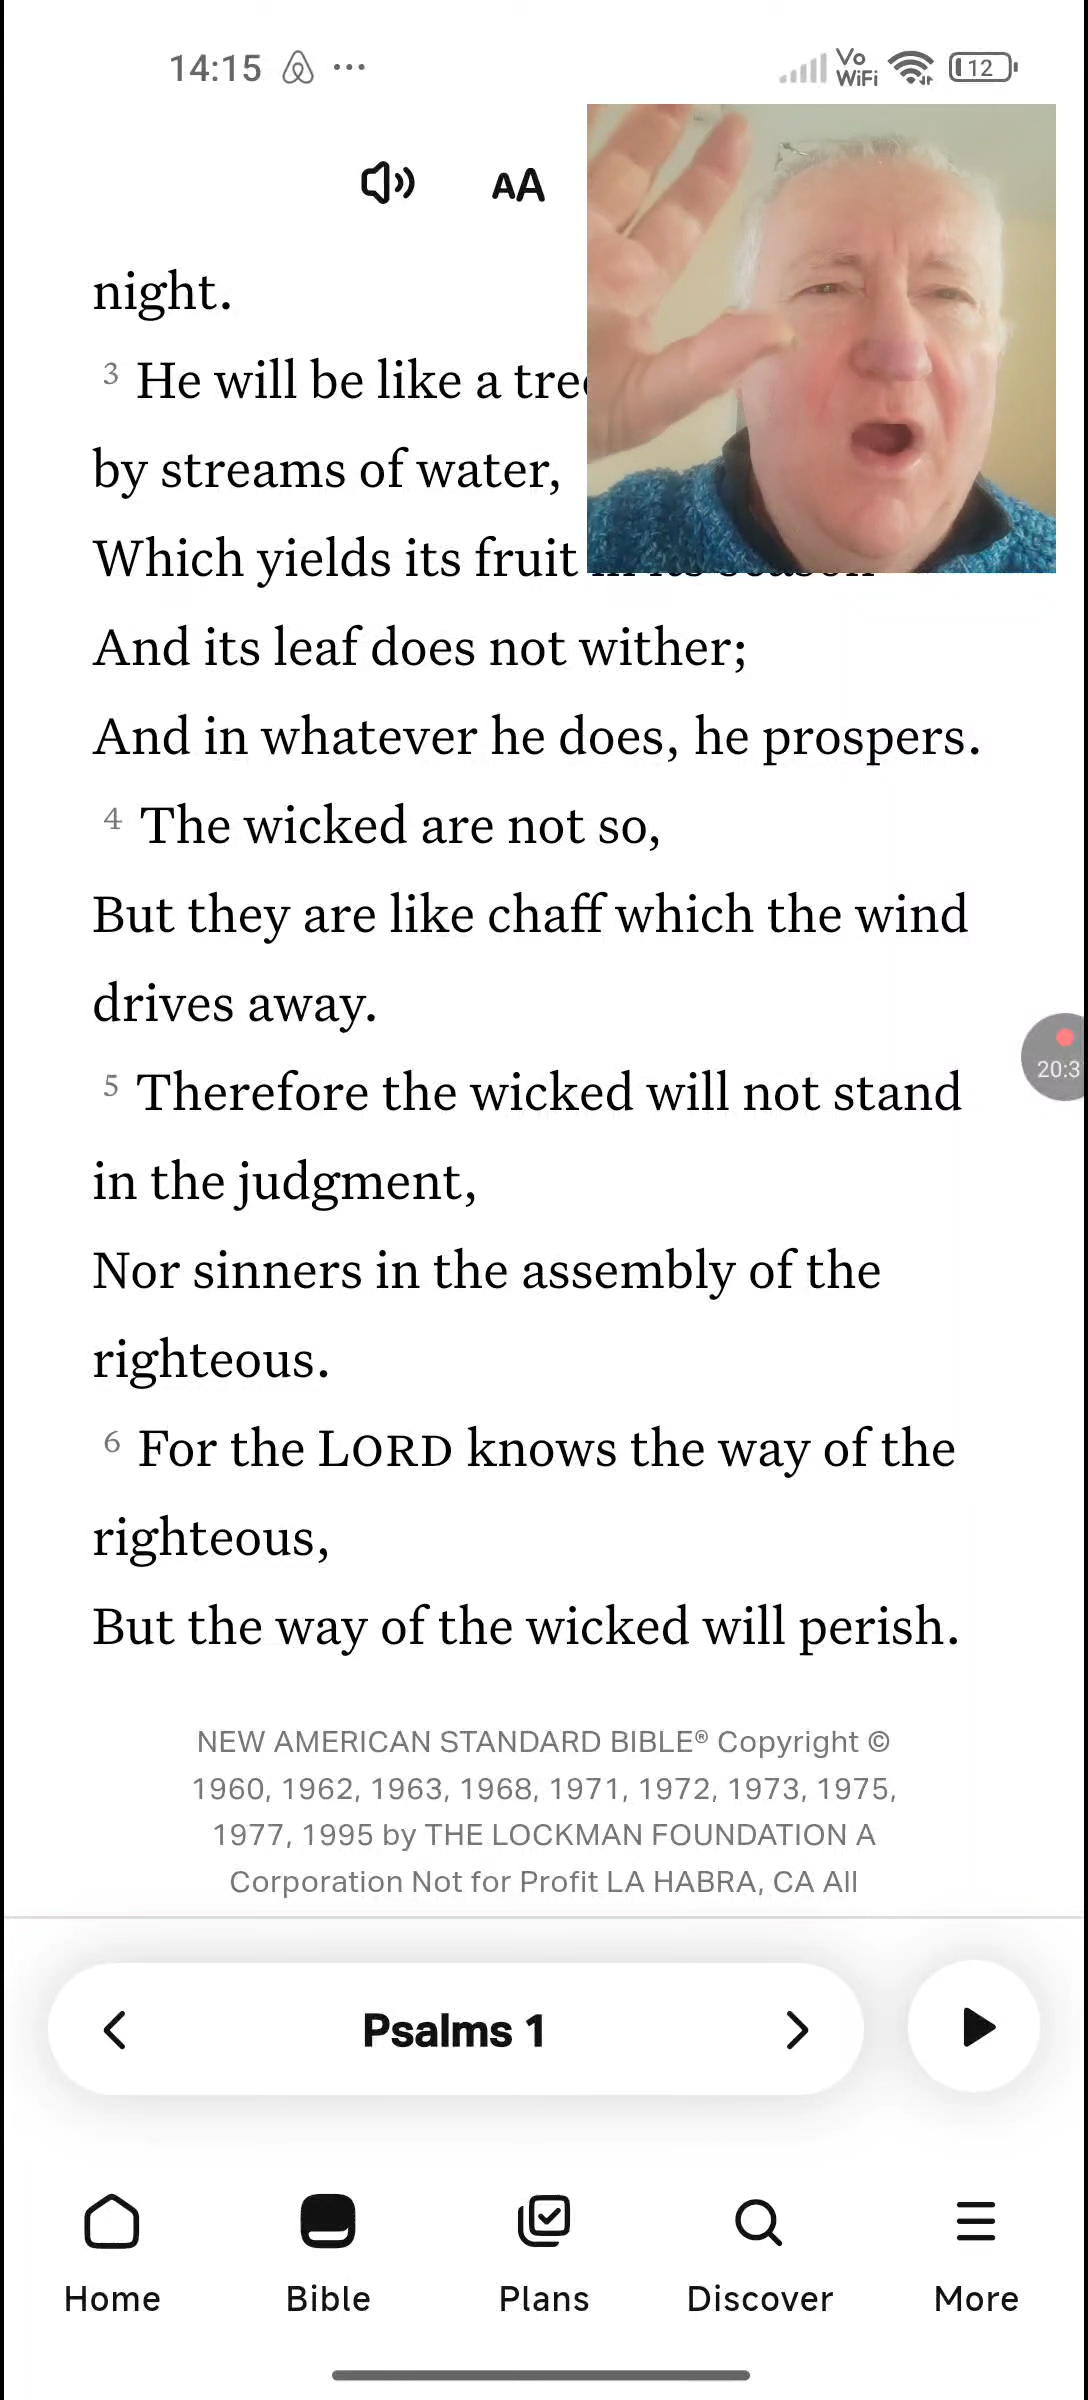 14:15
Vo
WiFi
12
AA
night.
3 He will be like a tree
by streams of water,
Which yields its fruit in its season
And its leaf does not wither;
And in whatever he does, he prospers.
4 The wicked are not so,
But they are like chaff which the wind
drives away.
5 Therefore the wicked will not stand
in the judgment,
Nor sinners in the assembly of the
righteous.
6 For the LORD knows the way of the
righteous,
But the way of the wicked will perish.
20:3
NEW AMERICAN STANDARD BIBLE® Copyright ©
1960, 1962, 1963, 1968, 1971, 1972, 1973, 1975,
1977, 1995 by THE LOCKMAN FOUNDATION A
Corporation Not for Profit LA HABRA, CA All
Psalms 1
Home
Bible
Plans
Discover
More